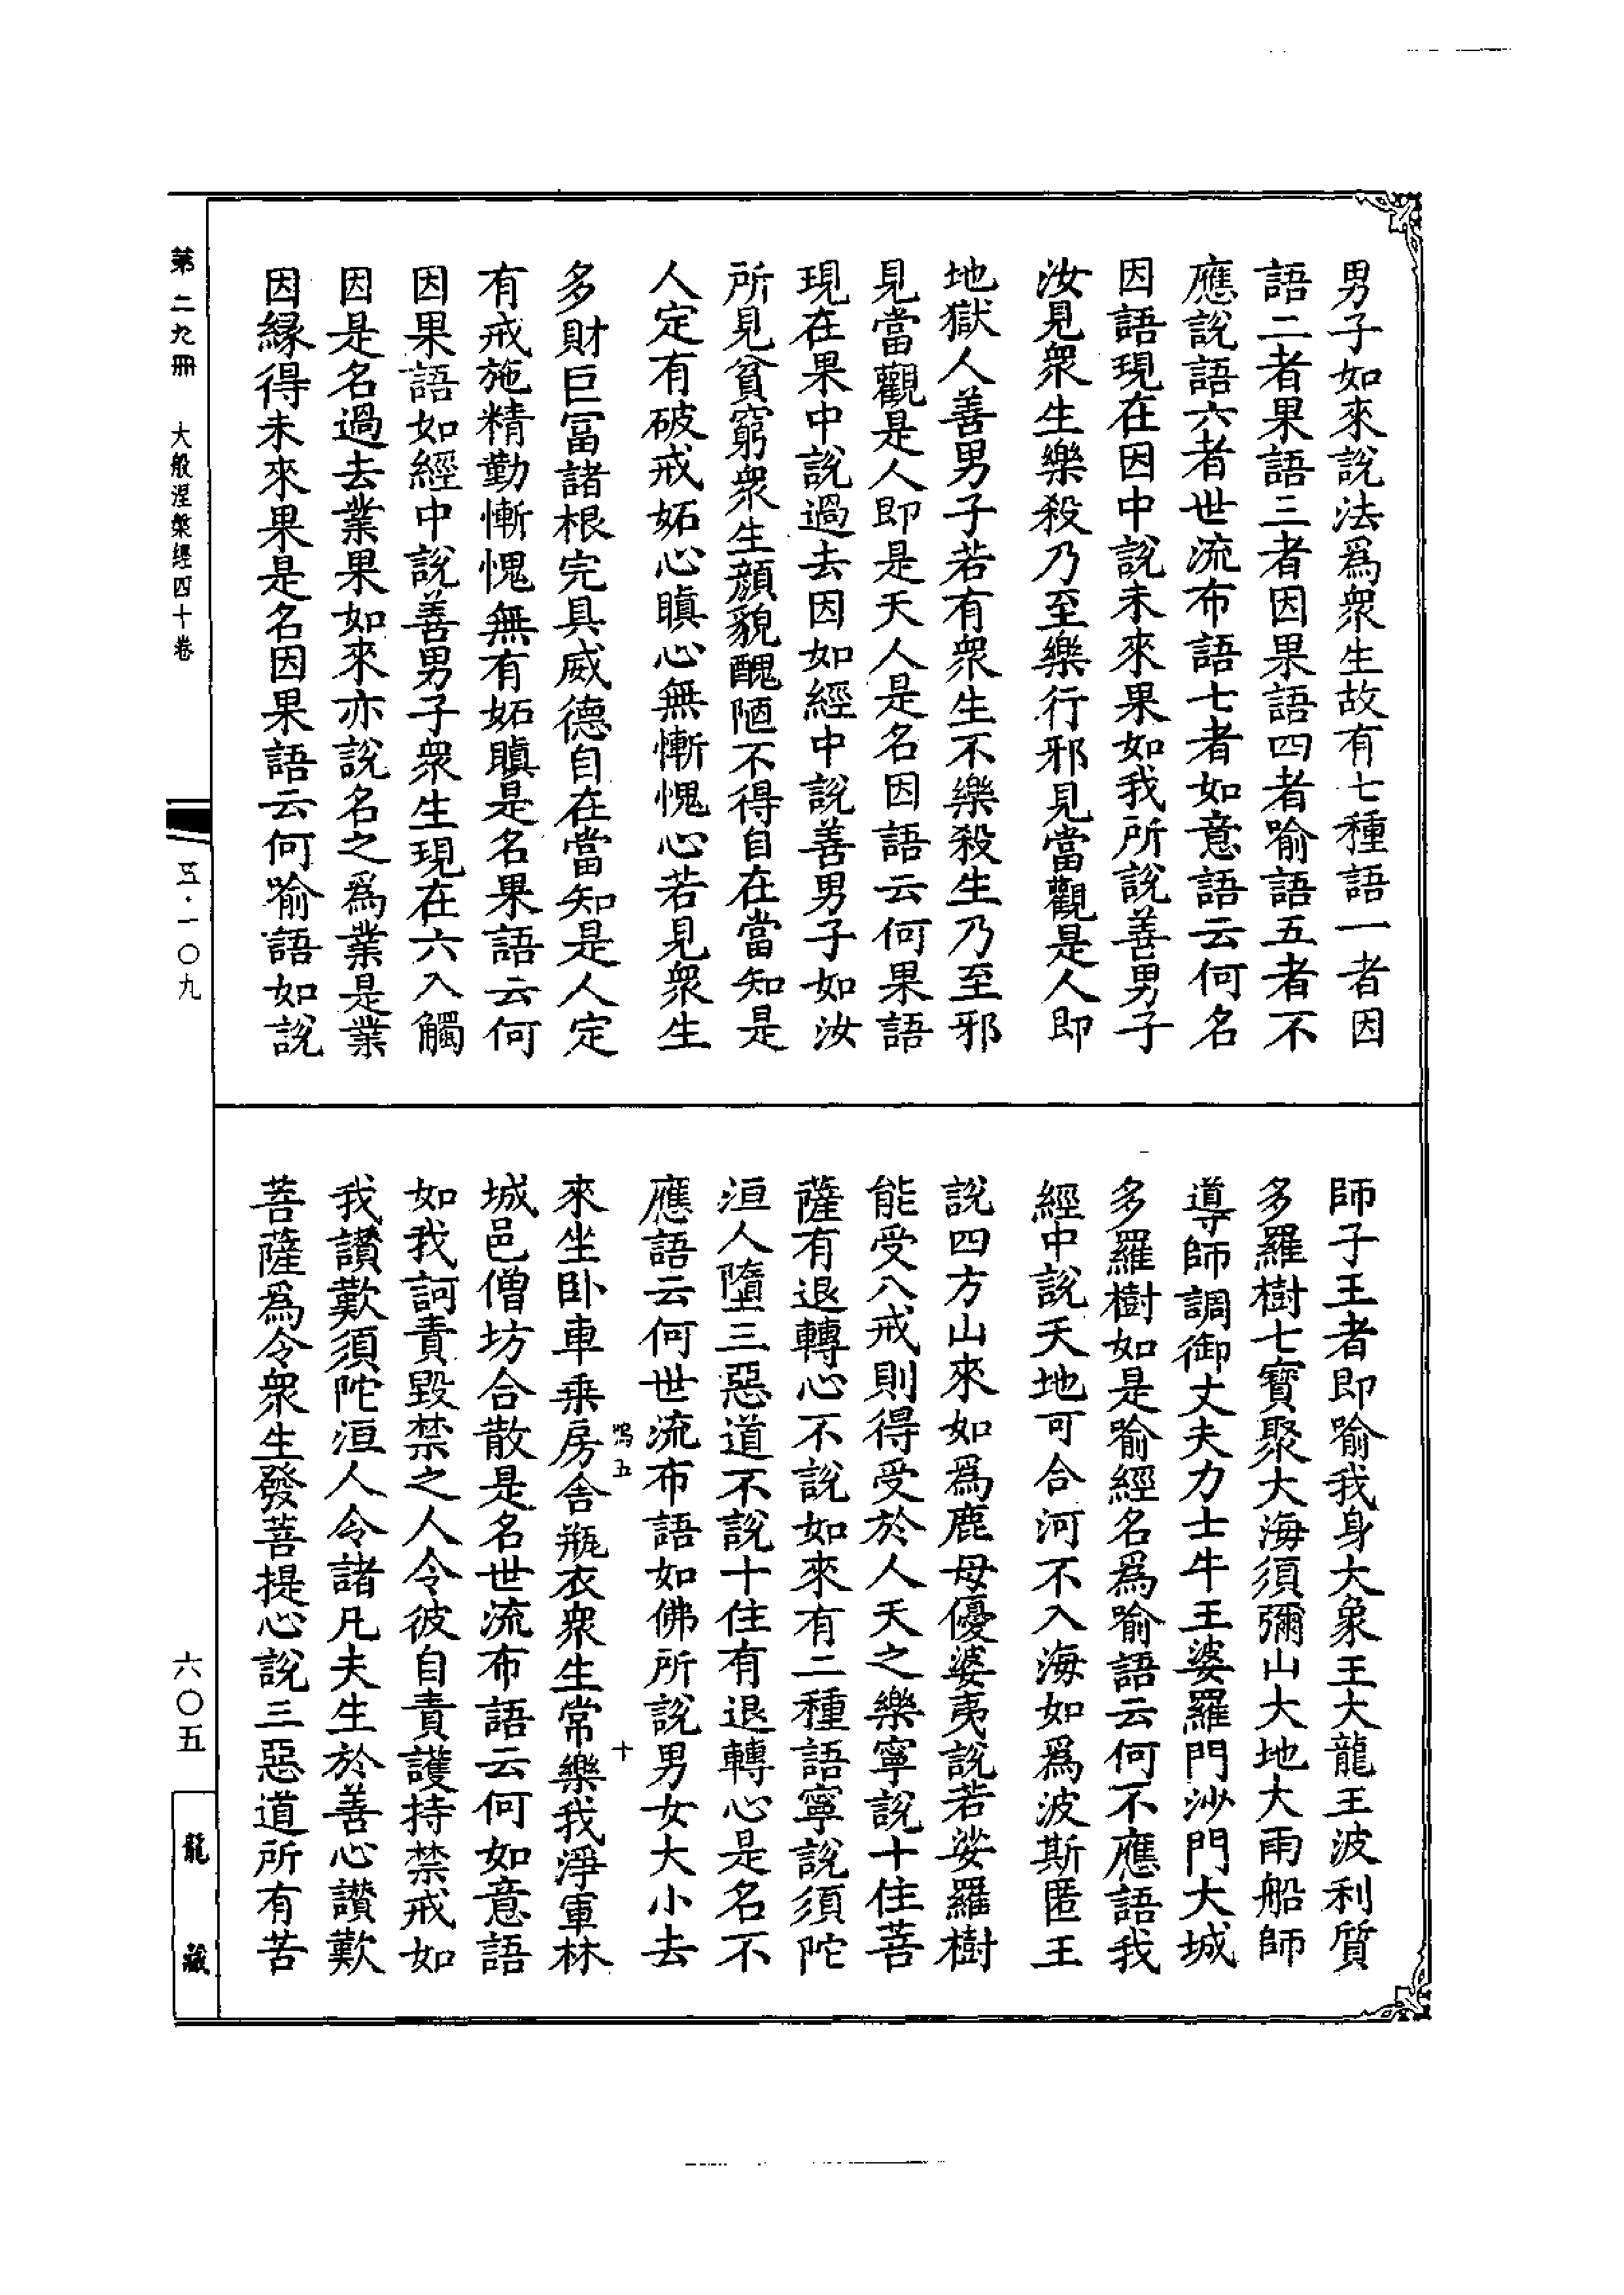 男子如來說法爲衆生故有七種語一者因
語二者果語三者因果語四者喻語五者不
應說語六者世流布語七者如意語云何名
因語現在因中說未來果如我所說善男子
汝見衆生樂殺乃至樂行邪見當觀是人即
地獄人善男子若有衆生不樂殺生乃至邪
見當觀是人即是天人是名因語云何果語
現在果中說過去因如經中說善男子如汝
所見貧窮衆生顏貌醜陋不得自在當知是
人定有破戒妬心瞋心無慚愧心若見衆生
多財巨富諸根完具威德自在當知是人定
有戒施精勤慚愧無有妬瞋是名果語云何
因果語如經中說善男子衆生現在六入觸
因是名過去業果如來亦說名之爲業是業
因緣得未來果是名因果語云何喻語如說
師子王者即喻我身大象王大龍王波利質
多羅樹七寶聚大海須彌山大地大雨船師
導師調御丈夫力士牛王婆羅門沙門大城
多羅樹如是喻經名爲喻語云何不應語我
經中說天地可合河不入海如爲波斯匿王
說四方山來如爲鹿母優婆夷說若娑羅樹
能受八戒則得受於人天之樂寧說十住菩
薩有退轉心不說如來有二種語寧說須陀
洹人墮三惡道不說十住有退轉心是名不
應語云何世流布語如佛所說男女大小去
鳴五 十
來坐臥車乗房舍瓶衣衆生常樂我淨軍林
城邑僧坊合散是名世流布語云何如意語
如我訶責毀禁之人令彼自責護持禁戒如
我讃歎須陀洹人令諸凡夫生於善心讃歎
菩薩爲令衆生發菩提心說三惡道所有苦
第二九冊 大般涅槃經四十卷
五·一〇九
六〇五
龍藏